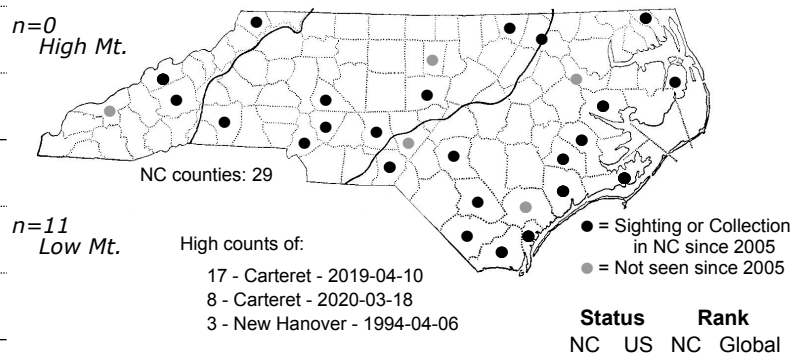 n=0
High Mt.
NC counties: 29
n=11
Low Mt.
High counts of:
17 - Carteret - 2019-04-10
8 - Carteret - 2020-03-18
3 - New Hanover - 1994-04-06
= Sighting or Collection
in NC since 2005
= Not seen since 2005
Status Rank
NC US NC Global